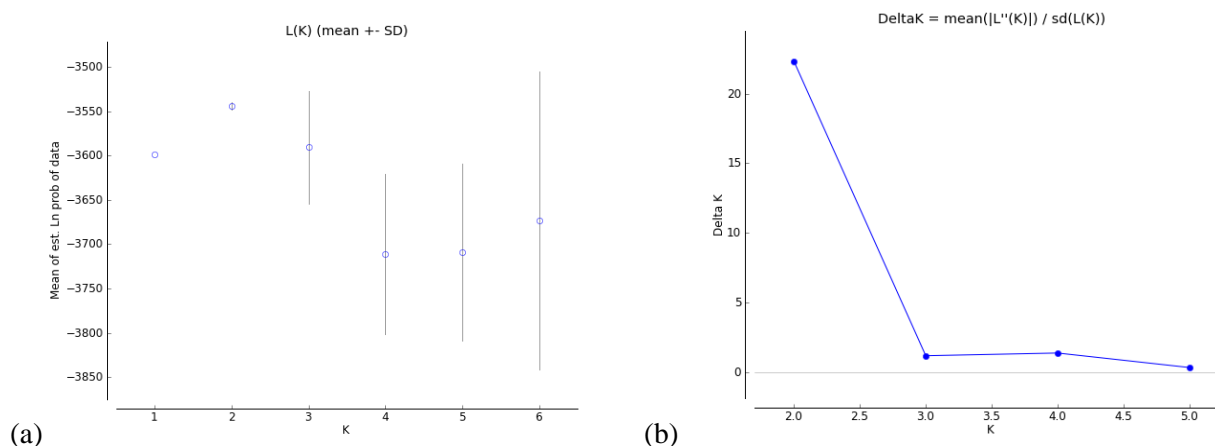 L(K) (mean +- SD)
Mean of est. Ln prob of data
−3500
−3550
−3600
−3650
−3700
−3750
−3800
−3850
1 2 3 4 5 6
K
(a)
DeltaK = mean(|L''(K)|) / sd(L(K))
Delta K
20
15
10
5
0
2.0 2.5 3.0 3.5 4.0 4.5 5.0
K
(b)